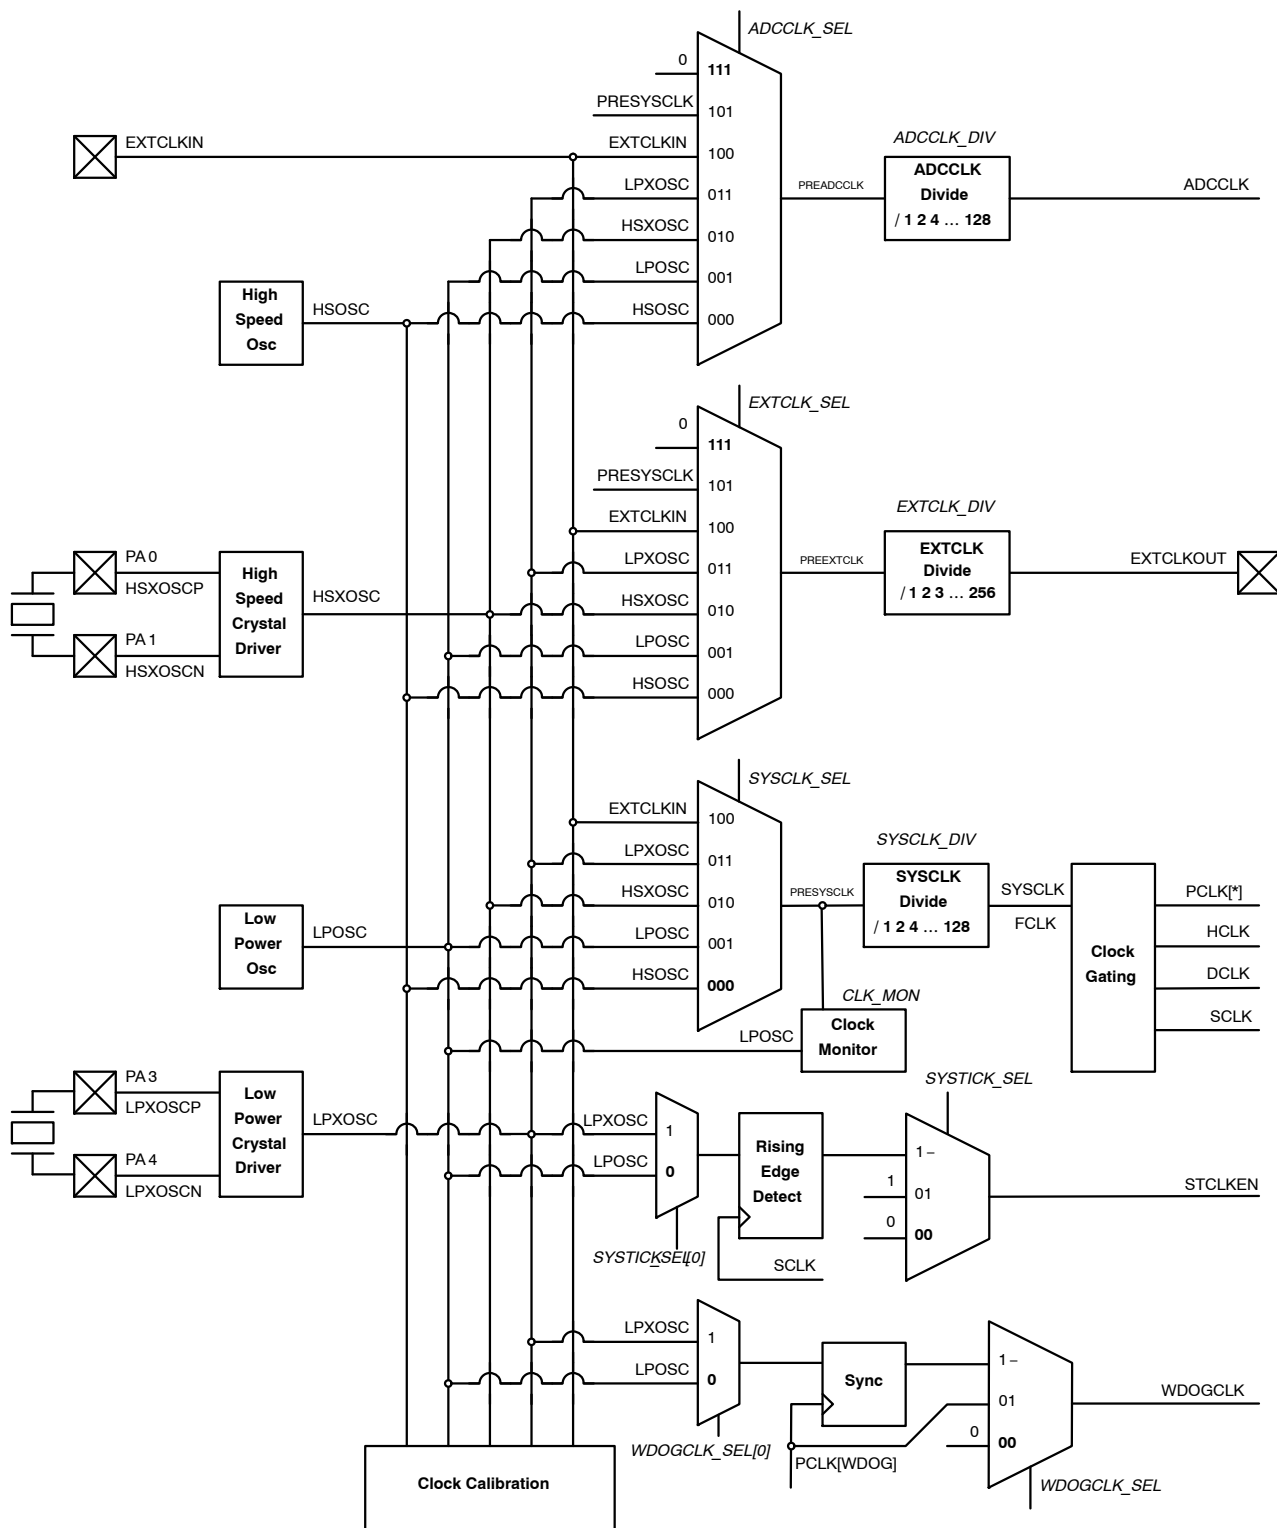 ADCCLK_SEL
0
111
PRESYSCLK
101
EXTCLKIN
EXTCLKIN
100
ADCCLK_DIV
ADCCLK
Divide
/ 1 2 4 ... 128
LPXOSC
011
PREADCCLK
ADCCLK
HSXOSC
010
LPOSC
001
High
Speed
Osc
HSOSC
HSOSC
000
EXTCLK_SEL
0
111
PRESYSCLK
101
EXTCLKIN
100
EXTCLK_DIV
EXTCLK
Divide
/ 1 2 3 ... 256
PA 0
HSXOSCP
High
Speed
Crystal
Driver
LPXOSC
011
PREEXTCLK
EXTCLKOUT
HSXOSC
HSXOSC
010
PA 1
HSXOSCN
LPOSC
001
HSOSC
000
SYSCLK_SEL
EXTCLKIN
100
SYSCLK_DIV
LPXOSC
011
SYSCLK
Divide
/ 1 2 4 ... 128
HSXOSC
010
PRESYSCLK
SYSCLK
FCLK
PCLK[*]
Low
Power
Osc
LPOSC
LPOSC
001
HCLK
Clock
Gating
DCLK
HSOSC
000
CLK_MON
SCLK
Clock
Monitor
LPOSC
PA 3
LPXOSCP
Low
Power
Crystal
Driver
SYSTICK_SEL
LPXOSC
LPXOSC
1
Rising
Edge
Detect
1 –
PA 4
LPXOSCN
LPOSC
0
1
01
STCLKEN
0
00
SYSTICKSEL[0]
SCLK
LPXOSC
1
LPOSC
0
Sync
1 –
01
WDOGCLK
0
00
WDOGCLK_SEL[0]
PCLK[WDOG]
Clock Calibration
WDOGCLK_SEL